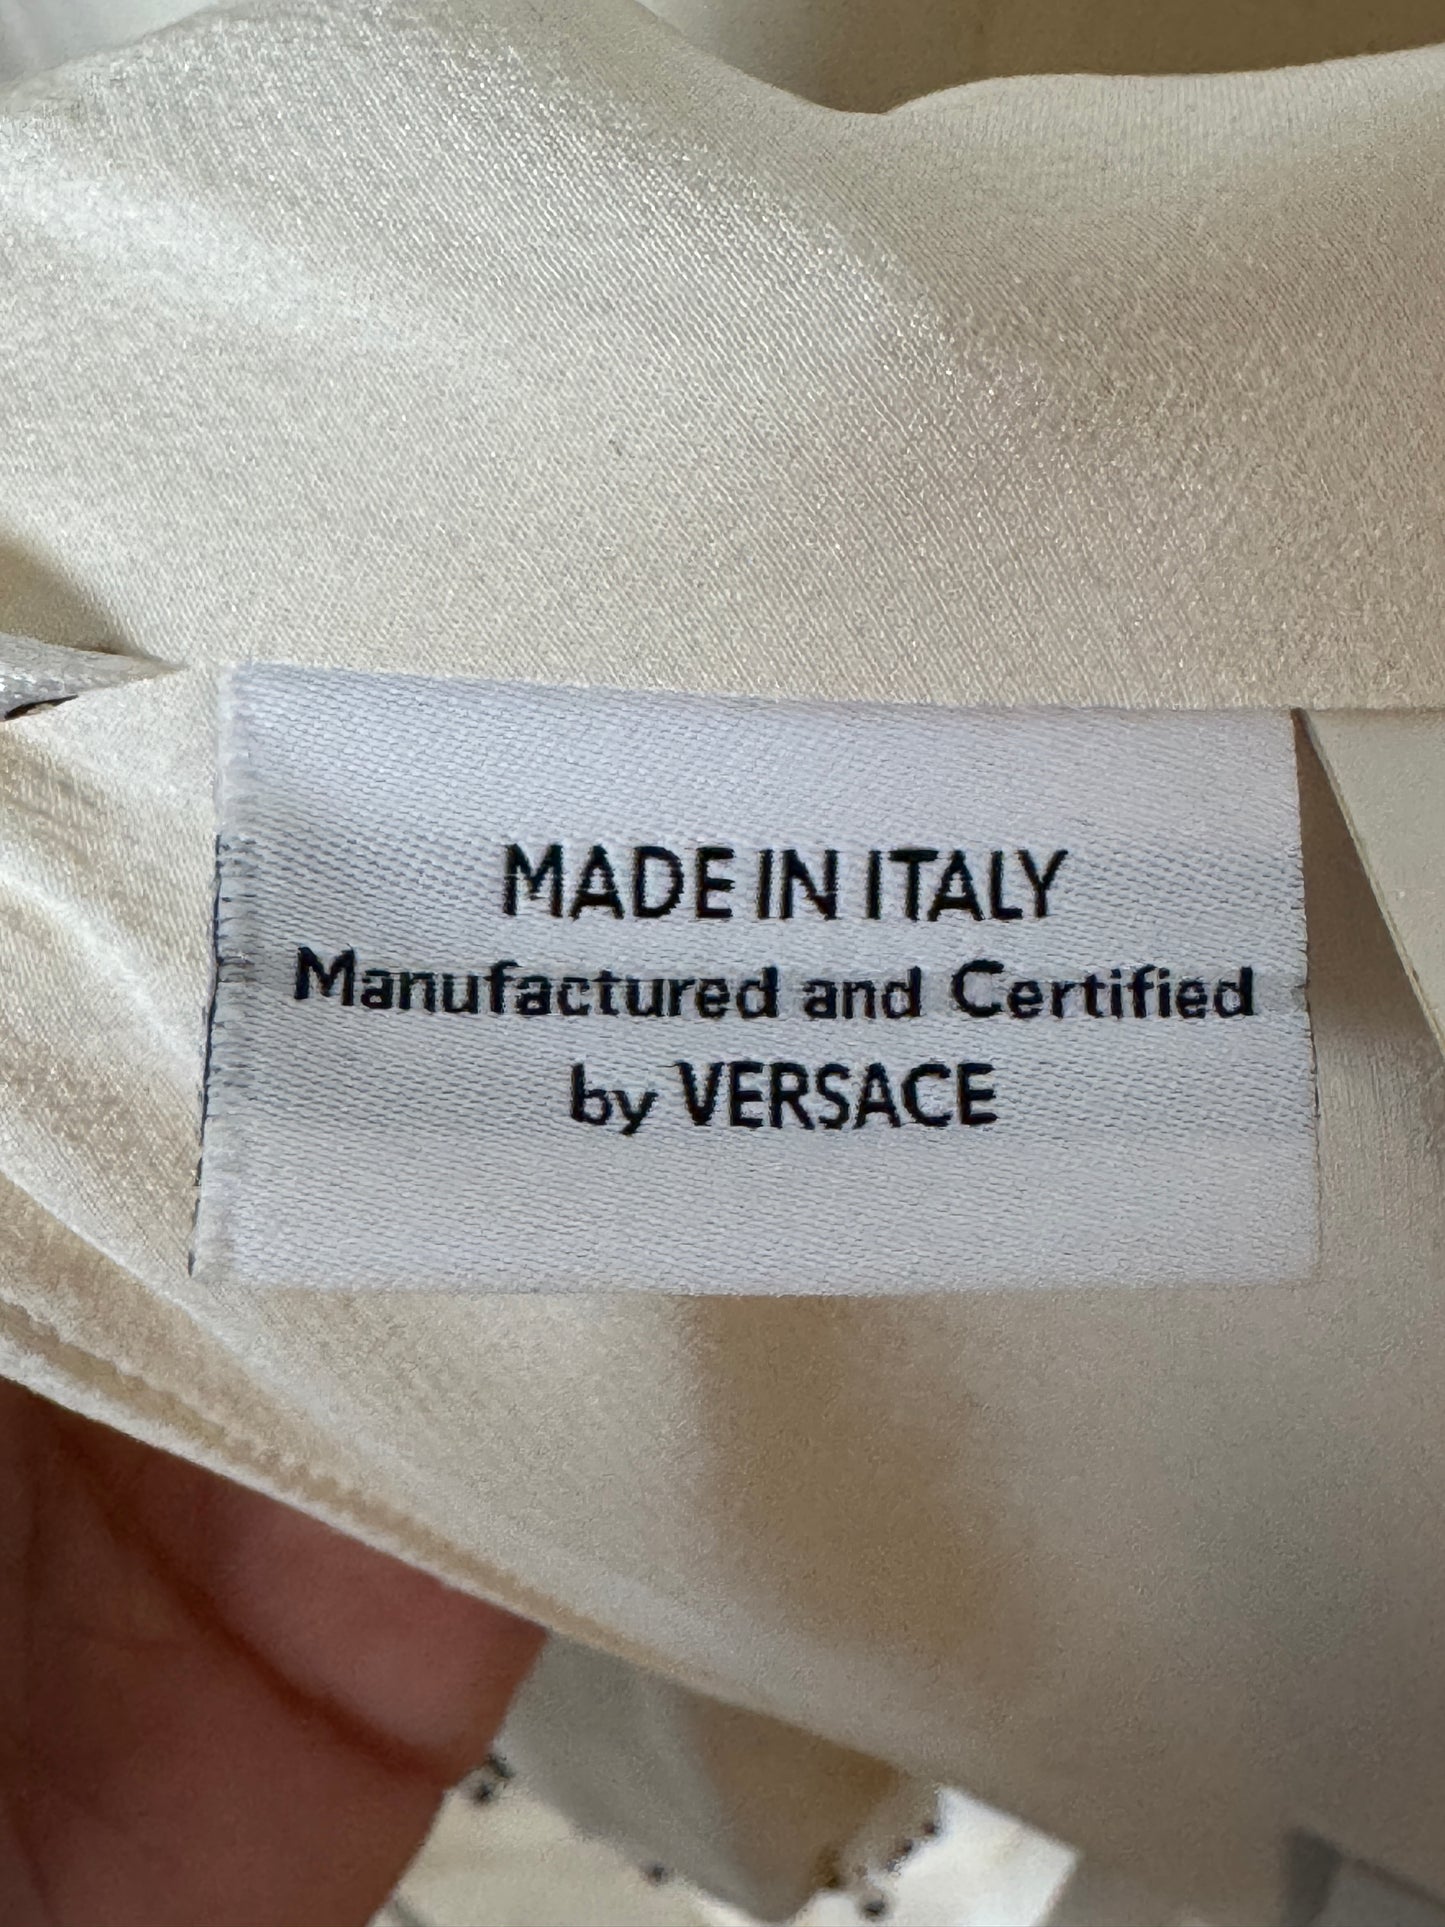 MADE IN ITALY
Manufactured and Certified
by VERSACE